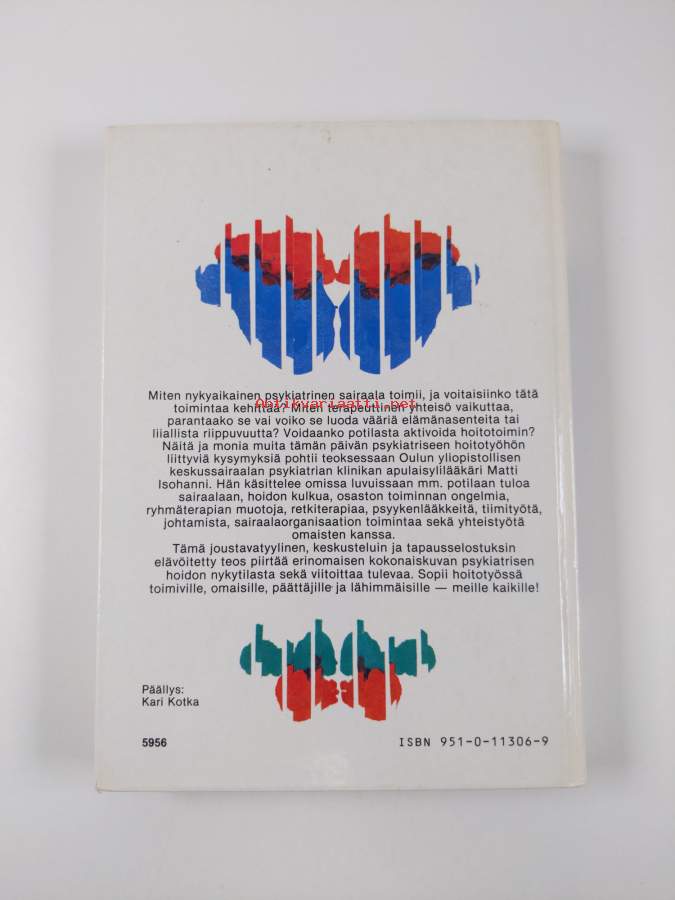 Miten nykyaikainen psykiatrinen sairaala toimii, ja voitaisiinko tätä
toimintaa kehittää? Miten terapeuttinen yhteisö vaikuttaa,
Obtikvariaatti.net
parantaako se vai voiko se luoda vääriä elämänasenteita tai
liiallista riippuvuutta? Voidaanko potilasta aktivoida hoitotoimin?
Näitä ja monia muita tämän päivän psykiatriseen hoitotyöhön
liittyviä kysymyksiä pohtii teoksessaan Oulun yliopistollisen
keskussairaalan psykiatrian klinikan apulaisylilääkäri Matti
Isohanni. Hän käsittelee omissa luvuissaan mm. potilaan tuloa
sairaalaan, hoidon kulkua, osaston toiminnan ongelmia,
ryhmäterapian muotoja, retkiterapiaa, psyykenlääkkeitä, tiimityötä,
johtamista, sairaalaorganisaation toimintaa sekä yhteistyötä
omaisten kanssa.
Tämä joustavatyylinen, keskusteluin ja tapausselostuksin
elävöitetty teos piirtää erinomaisen kokonaiskuvan psykiatrisen
hoidon nykytilasta sekä viitoittaa tulevaa. Sopii hoitotyössä
toimiville, omaisille, päättäjille ja lähimmäisille — meille kaikille!
Päällys:
Kari Kotka
5956
ISBN 951-0-11306-9